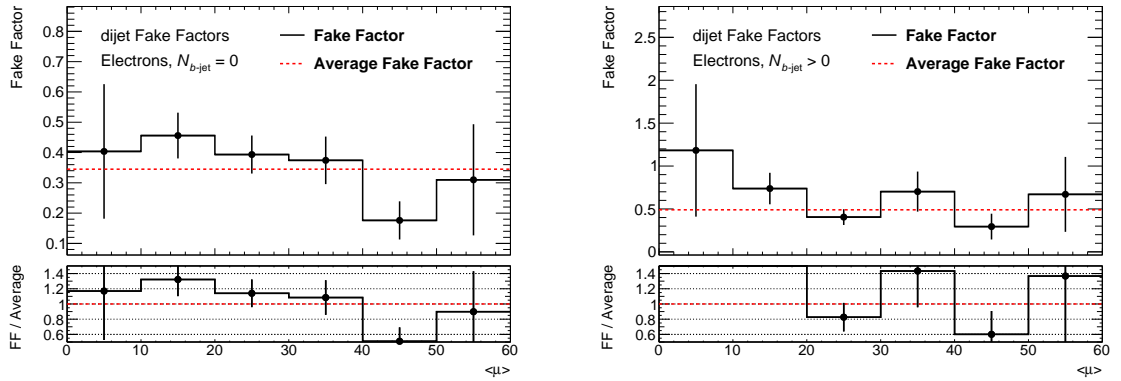 Fake Factor
0.8
0.7
0.6
0.5
0.4
0.3
0.2
0.1
dijet Fake Factors
Electrons, N_{b-jet} = 0
Fake Factor
Average Fake Factor
FF / Average
1.4
1.2
1
0.8
0.6
0 10 20 30 40 50 60
<μ>
Fake Factor
2.5
2
1.5
1
0.5
0
dijet Fake Factors
Electrons, N_{b-jet} > 0
Fake Factor
Average Fake Factor
FF / Average
1.4
1.2
1
0.8
0.6
0 10 20 30 40 50 60
<μ>